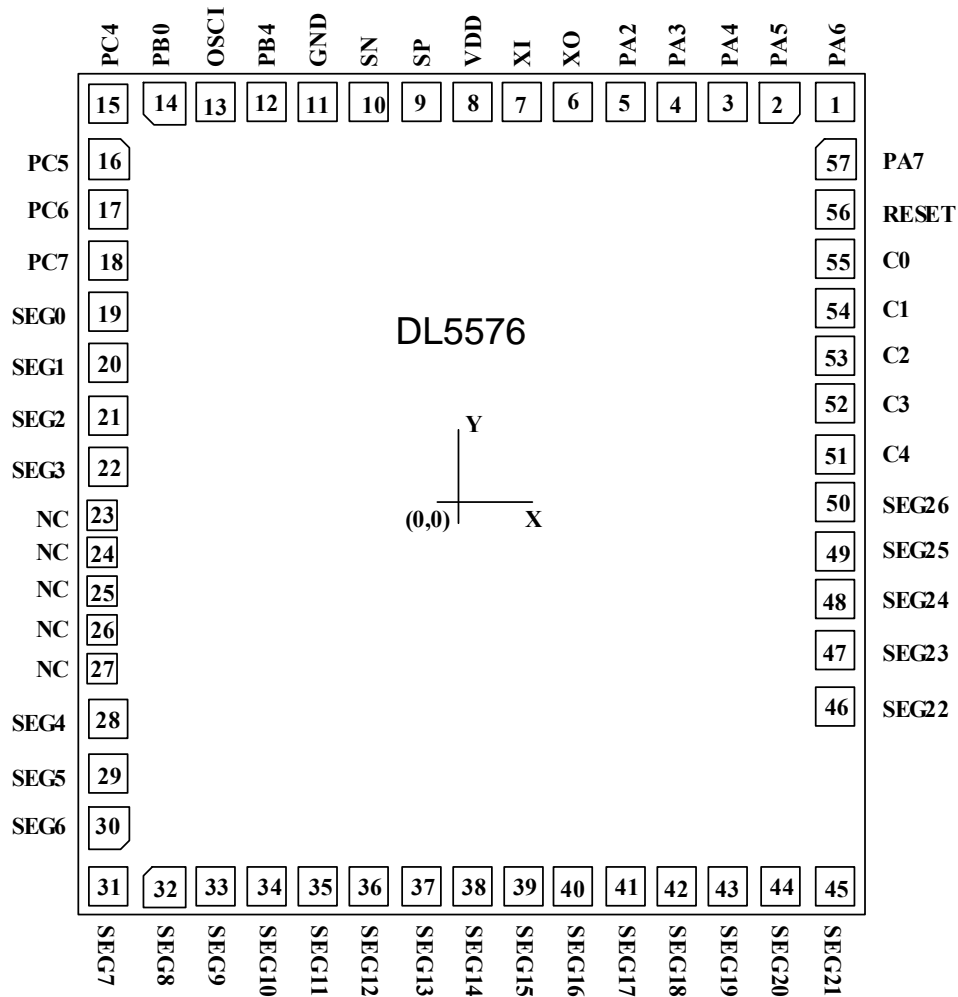 PC4 PB0 OSCI PB4 GND SN SP VDD XI XO PA2 PA3 PA4 PA5 PA6
15 14 13 12 11 10 9 8 7 6 5 4 3 2 1
PC5 16 57 PA7
PC6 17 56 RESET
PC7 18 55 C0
SEG0 19 54 C1
DL5576
SEG1 20 53 C2
SEG2 21 52 C3
Y
SEG3 22 51 C4
NC 23 (0,0) X 50 SEG26
NC 24 49 SEG25
NC 25 48 SEG24
NC 26
NC 27 47 SEG23
SEG4 28 46 SEG22
SEG5 29
SEG6 30
31 32 33 34 35 36 37 38 39 40 41 42 43 44 45
SEG7 SEG8 SEG9 SEG10 SEG11 SEG12 SEG13 SEG14 SEG15 SEG16 SEG17 SEG18 SEG19 SEG20 SEG21